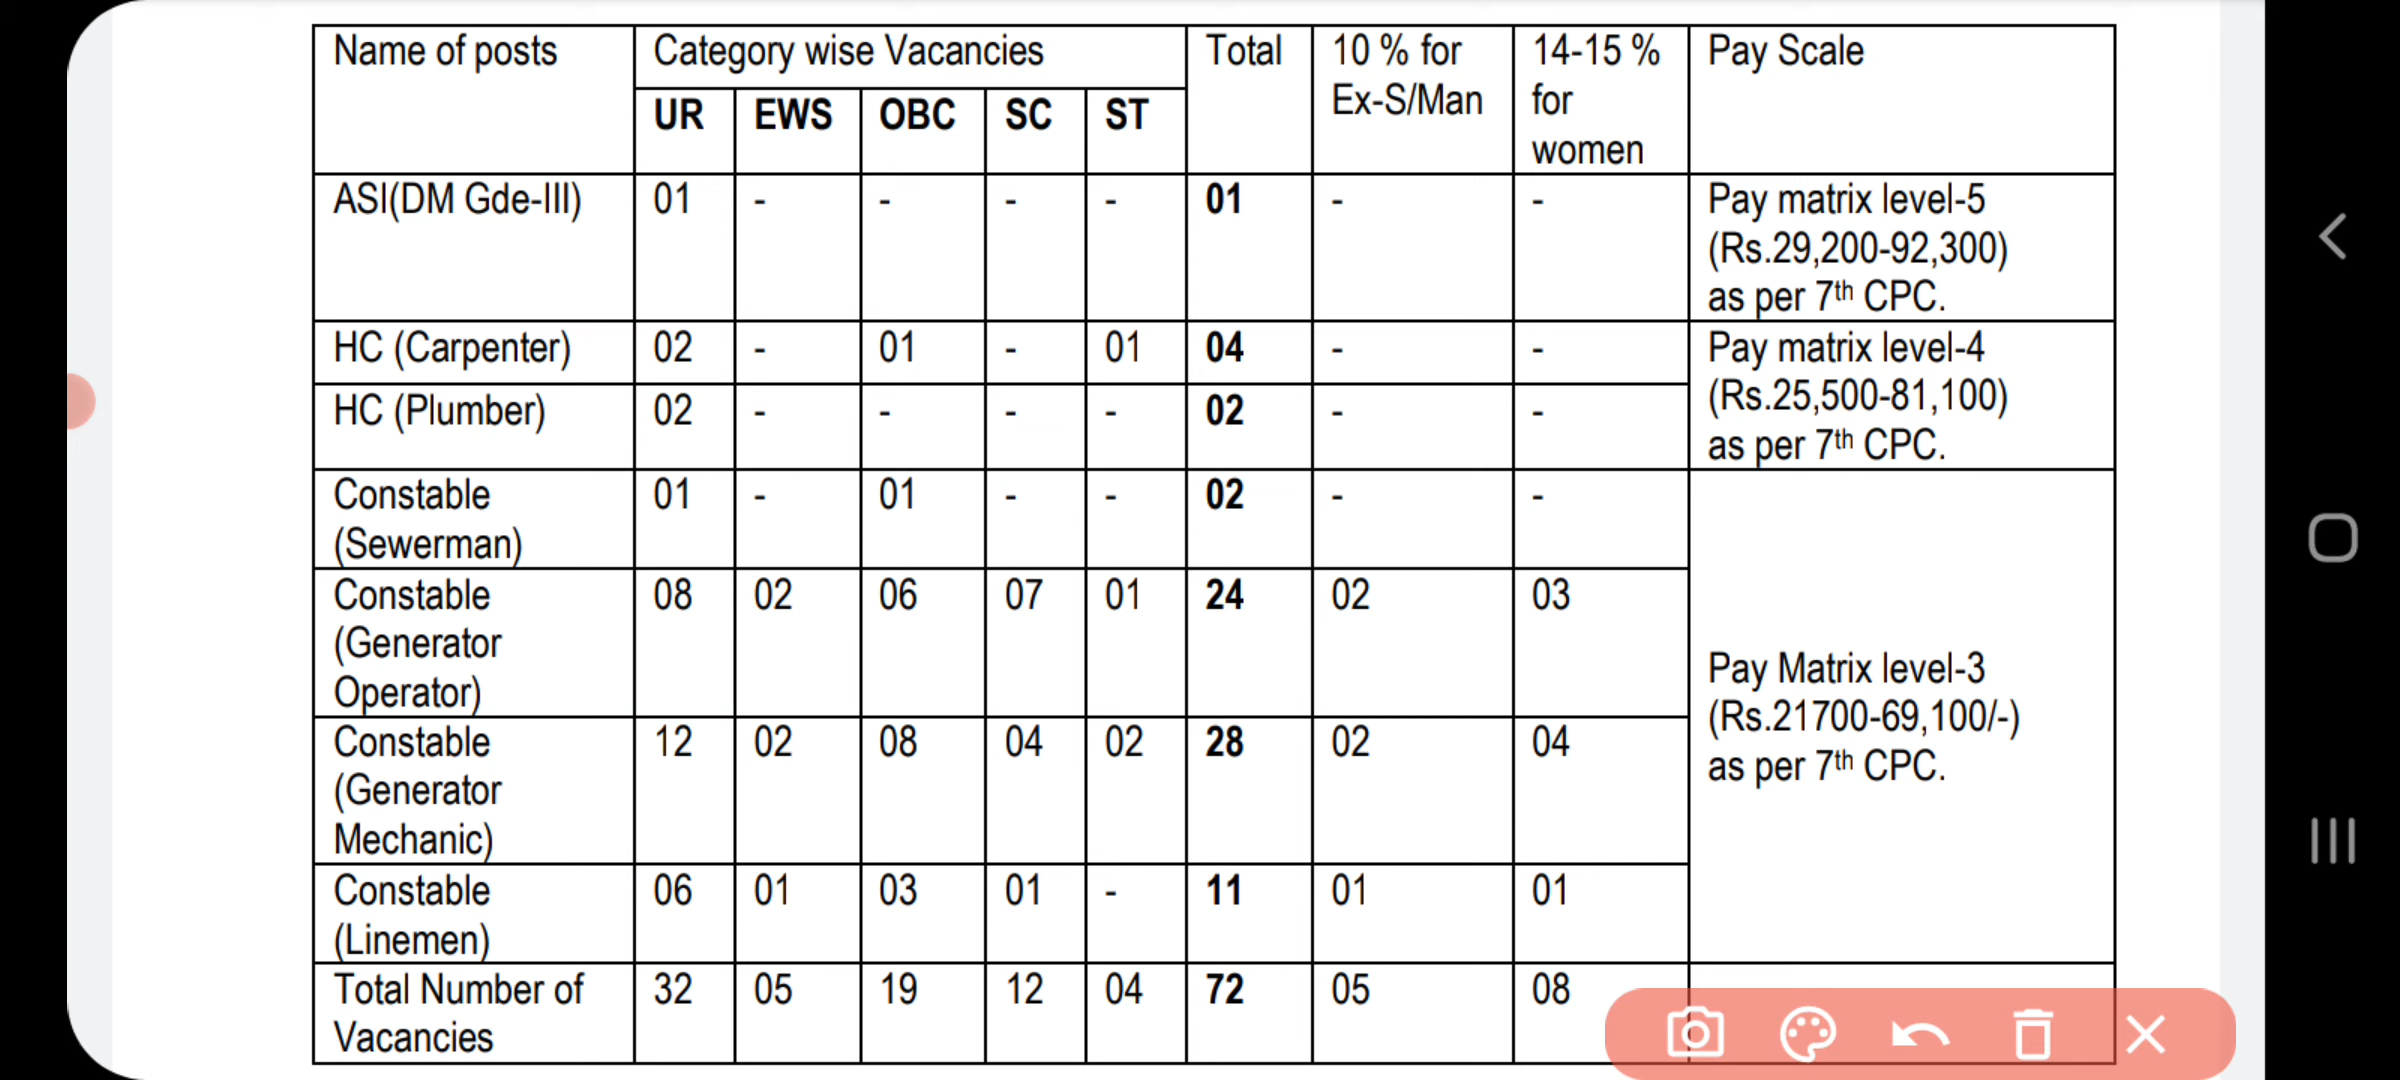 Name of posts Category wise Vacancies Total 10 % for 14-15 % Pay Scale
Ex-S/Man for
UR EWS OBC SC ST
women
ASI(DM Gde-III) 01 - - - - 01 - - Pay matrix level-5
(Rs.29,200-92,300)
as per 7th CPC.
HC (Carpenter) 02 - 01 - 01 04 - - Pay matrix level-4
HC (Plumber) 02 - - - - 02 - - (Rs.25,500-81,100)
as per 7th CPC.
Constable 01 - 01 - - 02 - -
(Sewerman)
Constable 08 02 06 07 01 24 02 03
(Generator
Operator)
Pay Matrix level-3
(Rs.21700-69,100/-)
as per 7th CPC.
Constable 12 02 08 04 02 28 02 04
(Generator
Mechanic)
Constable 06 01 03 01 - 11 01 01
(Linemen)
Total Number of 32 05 19 12 04 72 05 08
Vacancies